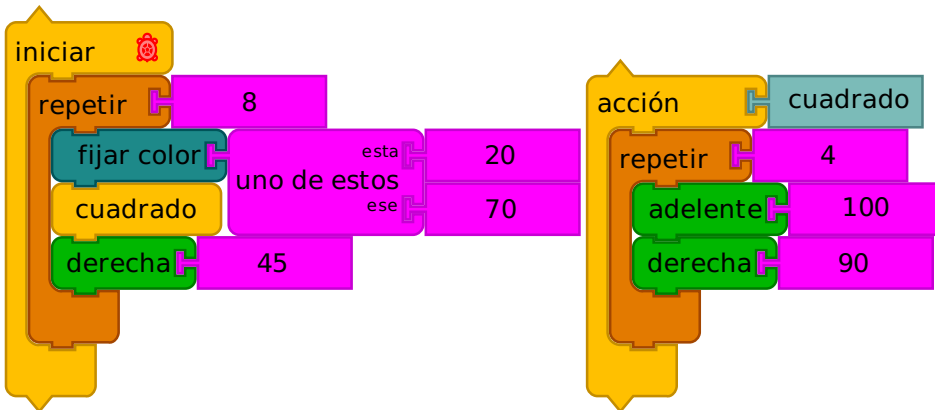 iniciar
repetir 8
fijar color uno de estos esta 20
ese 70
cuadrado
derecha 45
acción cuadrado
repetir 4
adelente 100
derecha 90